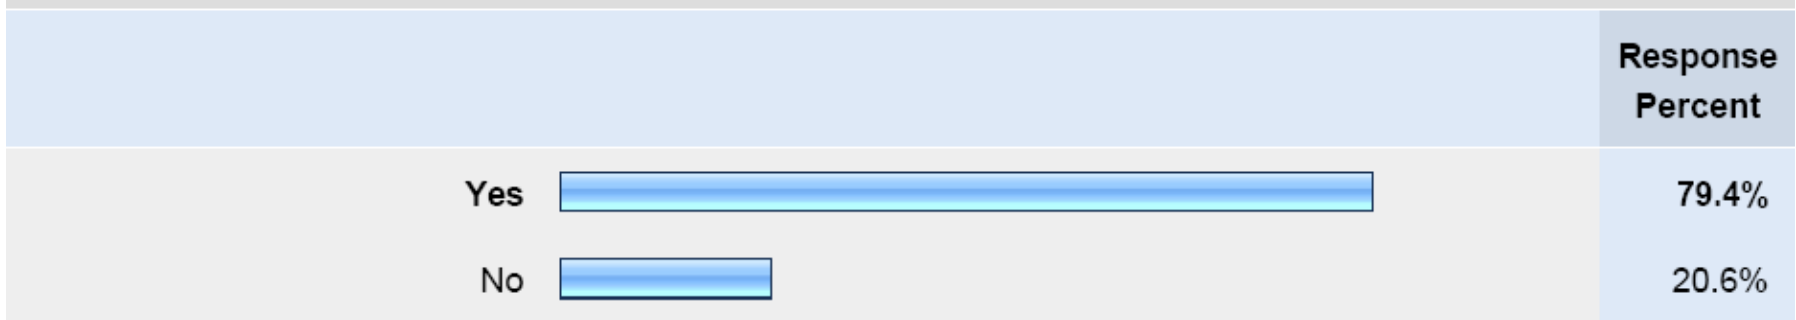 Response
Percent
Yes 79.4%
No 20.6%